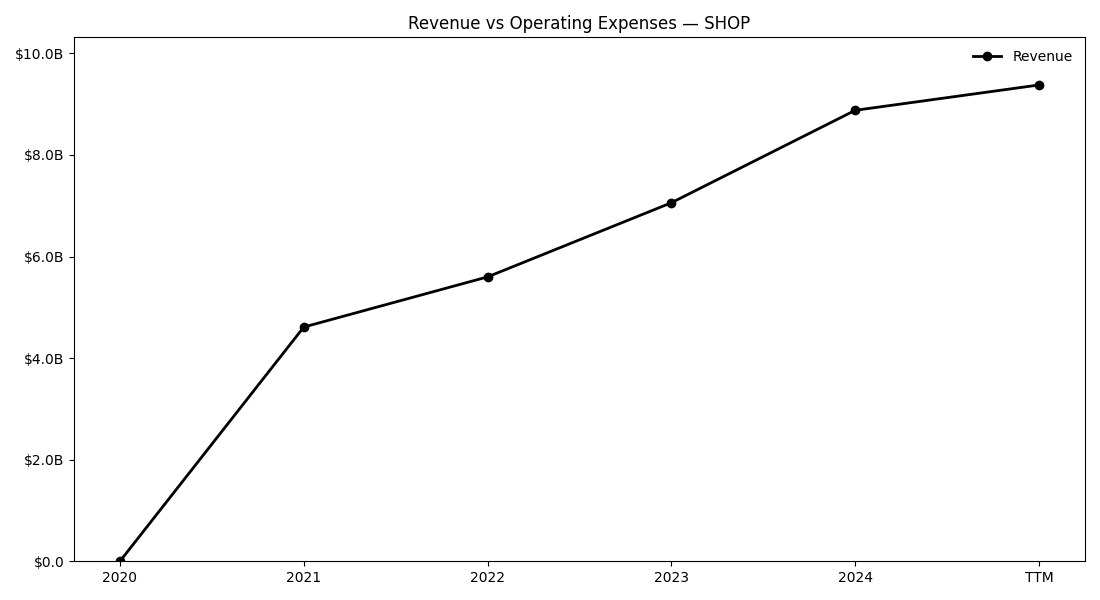 Revenue vs Operating Expenses — SHOP
Revenue
$10.0B
$8.0B
$6.0B
$4.0B
$2.0B
$0.0
2020 2021 2022 2023 2024 TTM